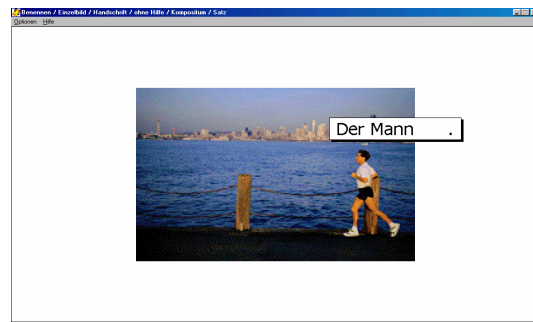 Benennen / Einzelbild / Handschrift / ohne Hilfe / Kompositum / Satz
Optionen Hilfe
Der Mann .